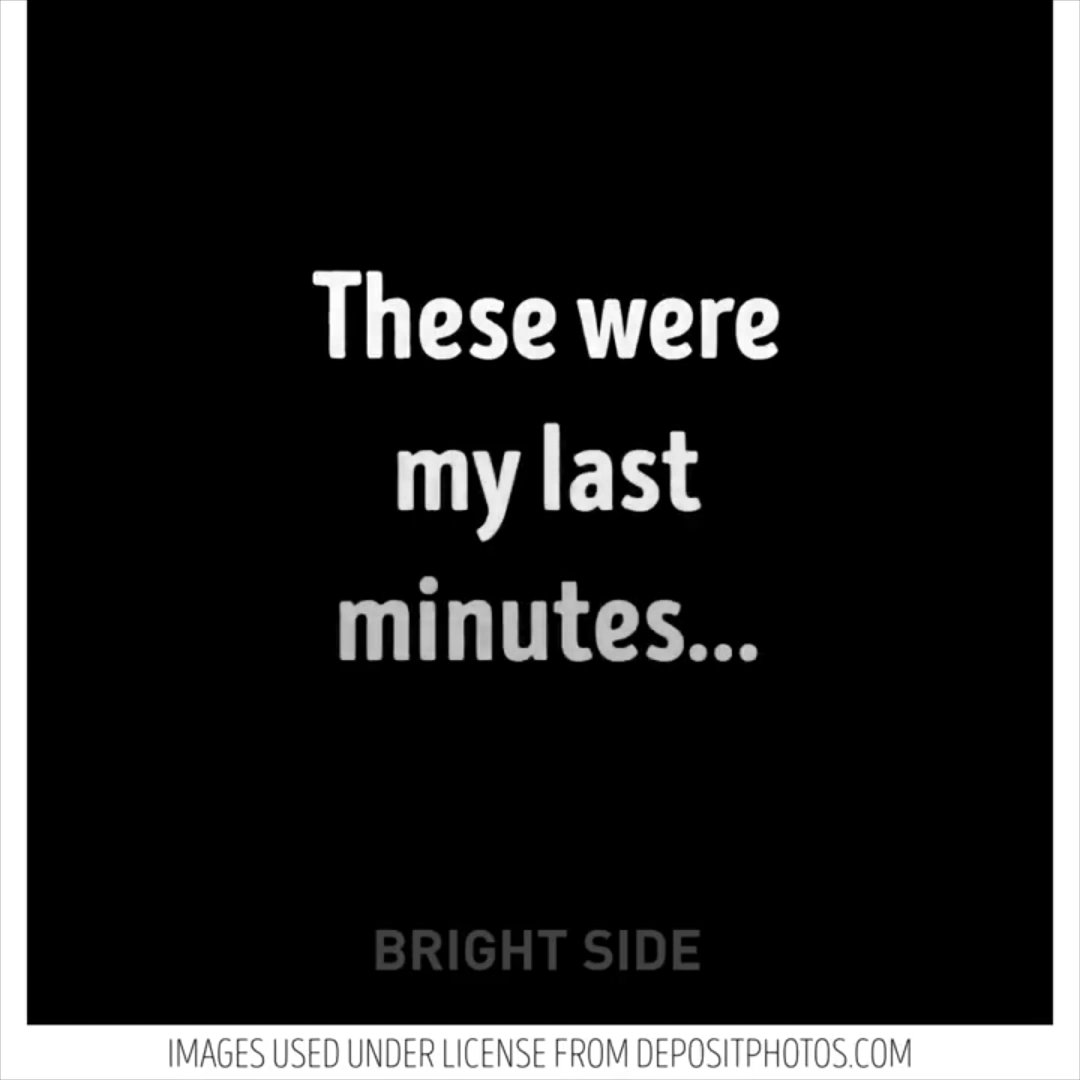 These were
my last
minutes...
BRIGHT SIDE
IMAGES USED UNDER LICENSE FROM DEPOSITPHOTOS.COM